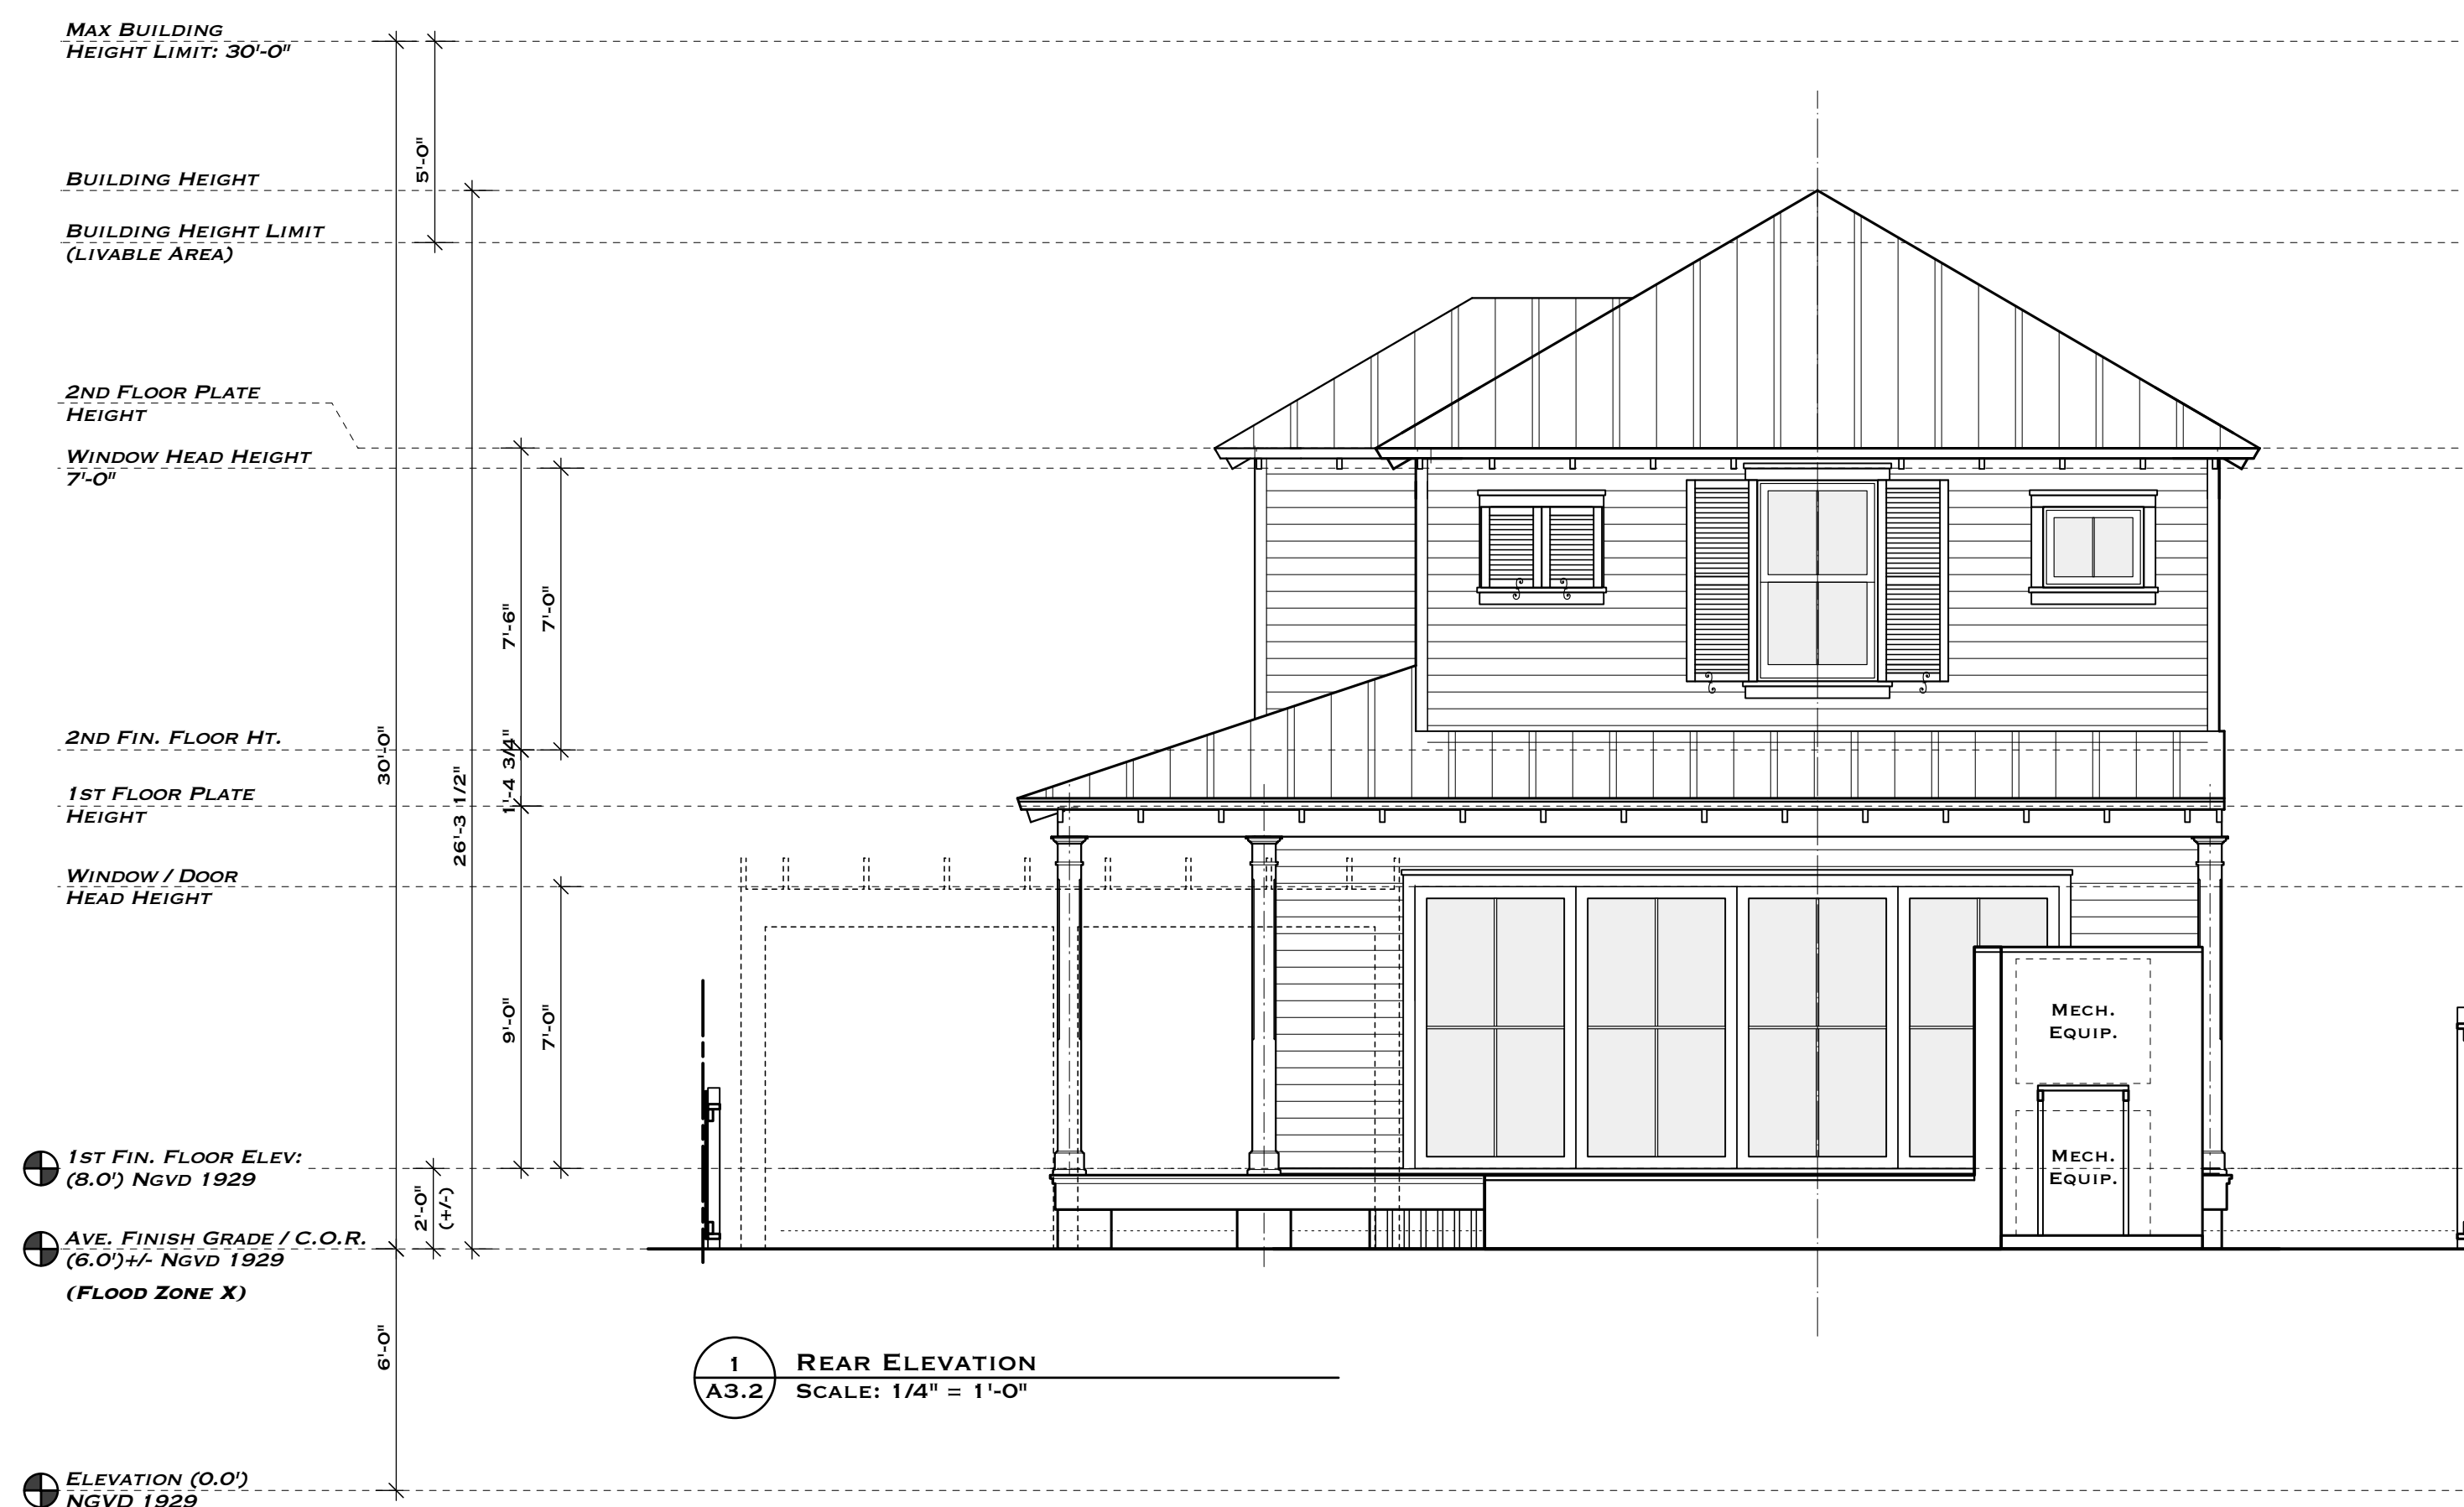 Max Building
Height Limit: 30'-0"
5'-0"
Building Height
Building Height Limit
(Livable Area)
2nd Floor Plate
Height
Window Head Height
7'-0"
7'-6"
7'-0"
2nd Fin. Floor Ht.
30'-0"
26'-3 1/2"
1'-4 3/4"
1st Floor Plate
Height
Window / Door
Head Height
9'-0"
7'-0"
Mech.
Equip.
Mech.
Equip.
1st Fin. Floor Elev:
(8.0') Ngvd 1929
2'-0"
(+/-)
Ave. Finish Grade / C.O.R.
(6.0')+/- Ngvd 1929
(Flood Zone X)
6'-0"
1
A3.2
Rear Elevation
Scale: 1/4" = 1'-0"
Elevation (0.0')
NGVD 1929